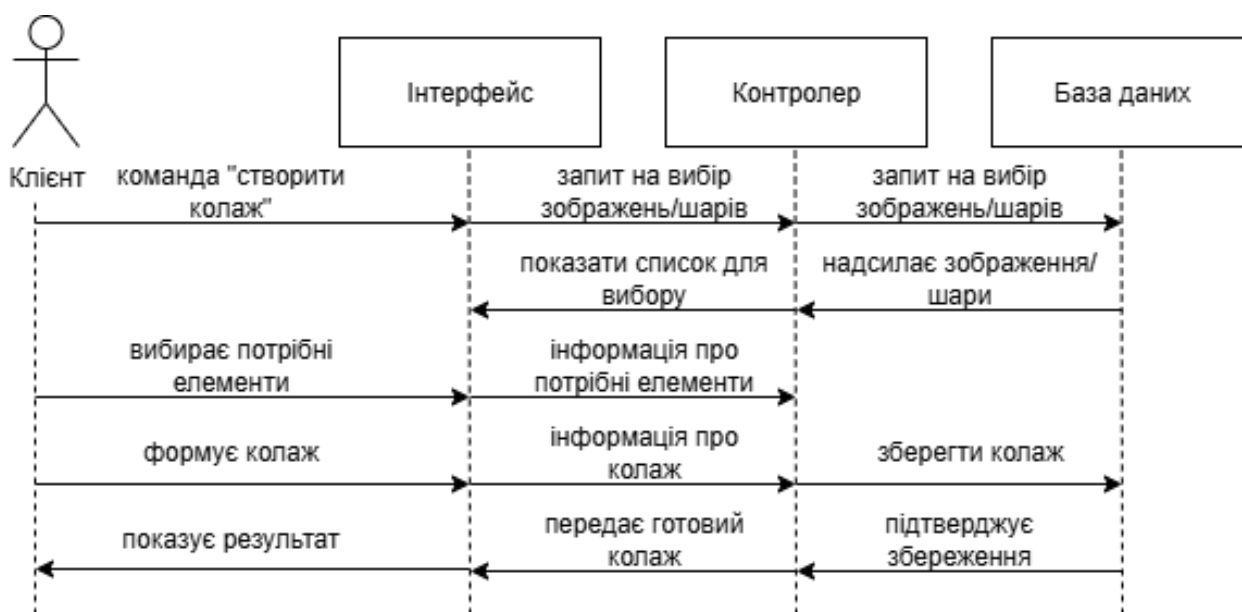 Інтерфейс
Контролер
База даних
Клієнт
команда "створити
колаж"
запит на вибір
зображень/шарів
запит на вибір
зображень/шарів
показати список для
вибору
надсилає зображення/
шари
вибирає потрібні
елементи
інформація про
потрібні елементи
формує колаж
інформація про
колаж
зберегти колаж
показує результат
передає готовий
колаж
підтверджує
збереження